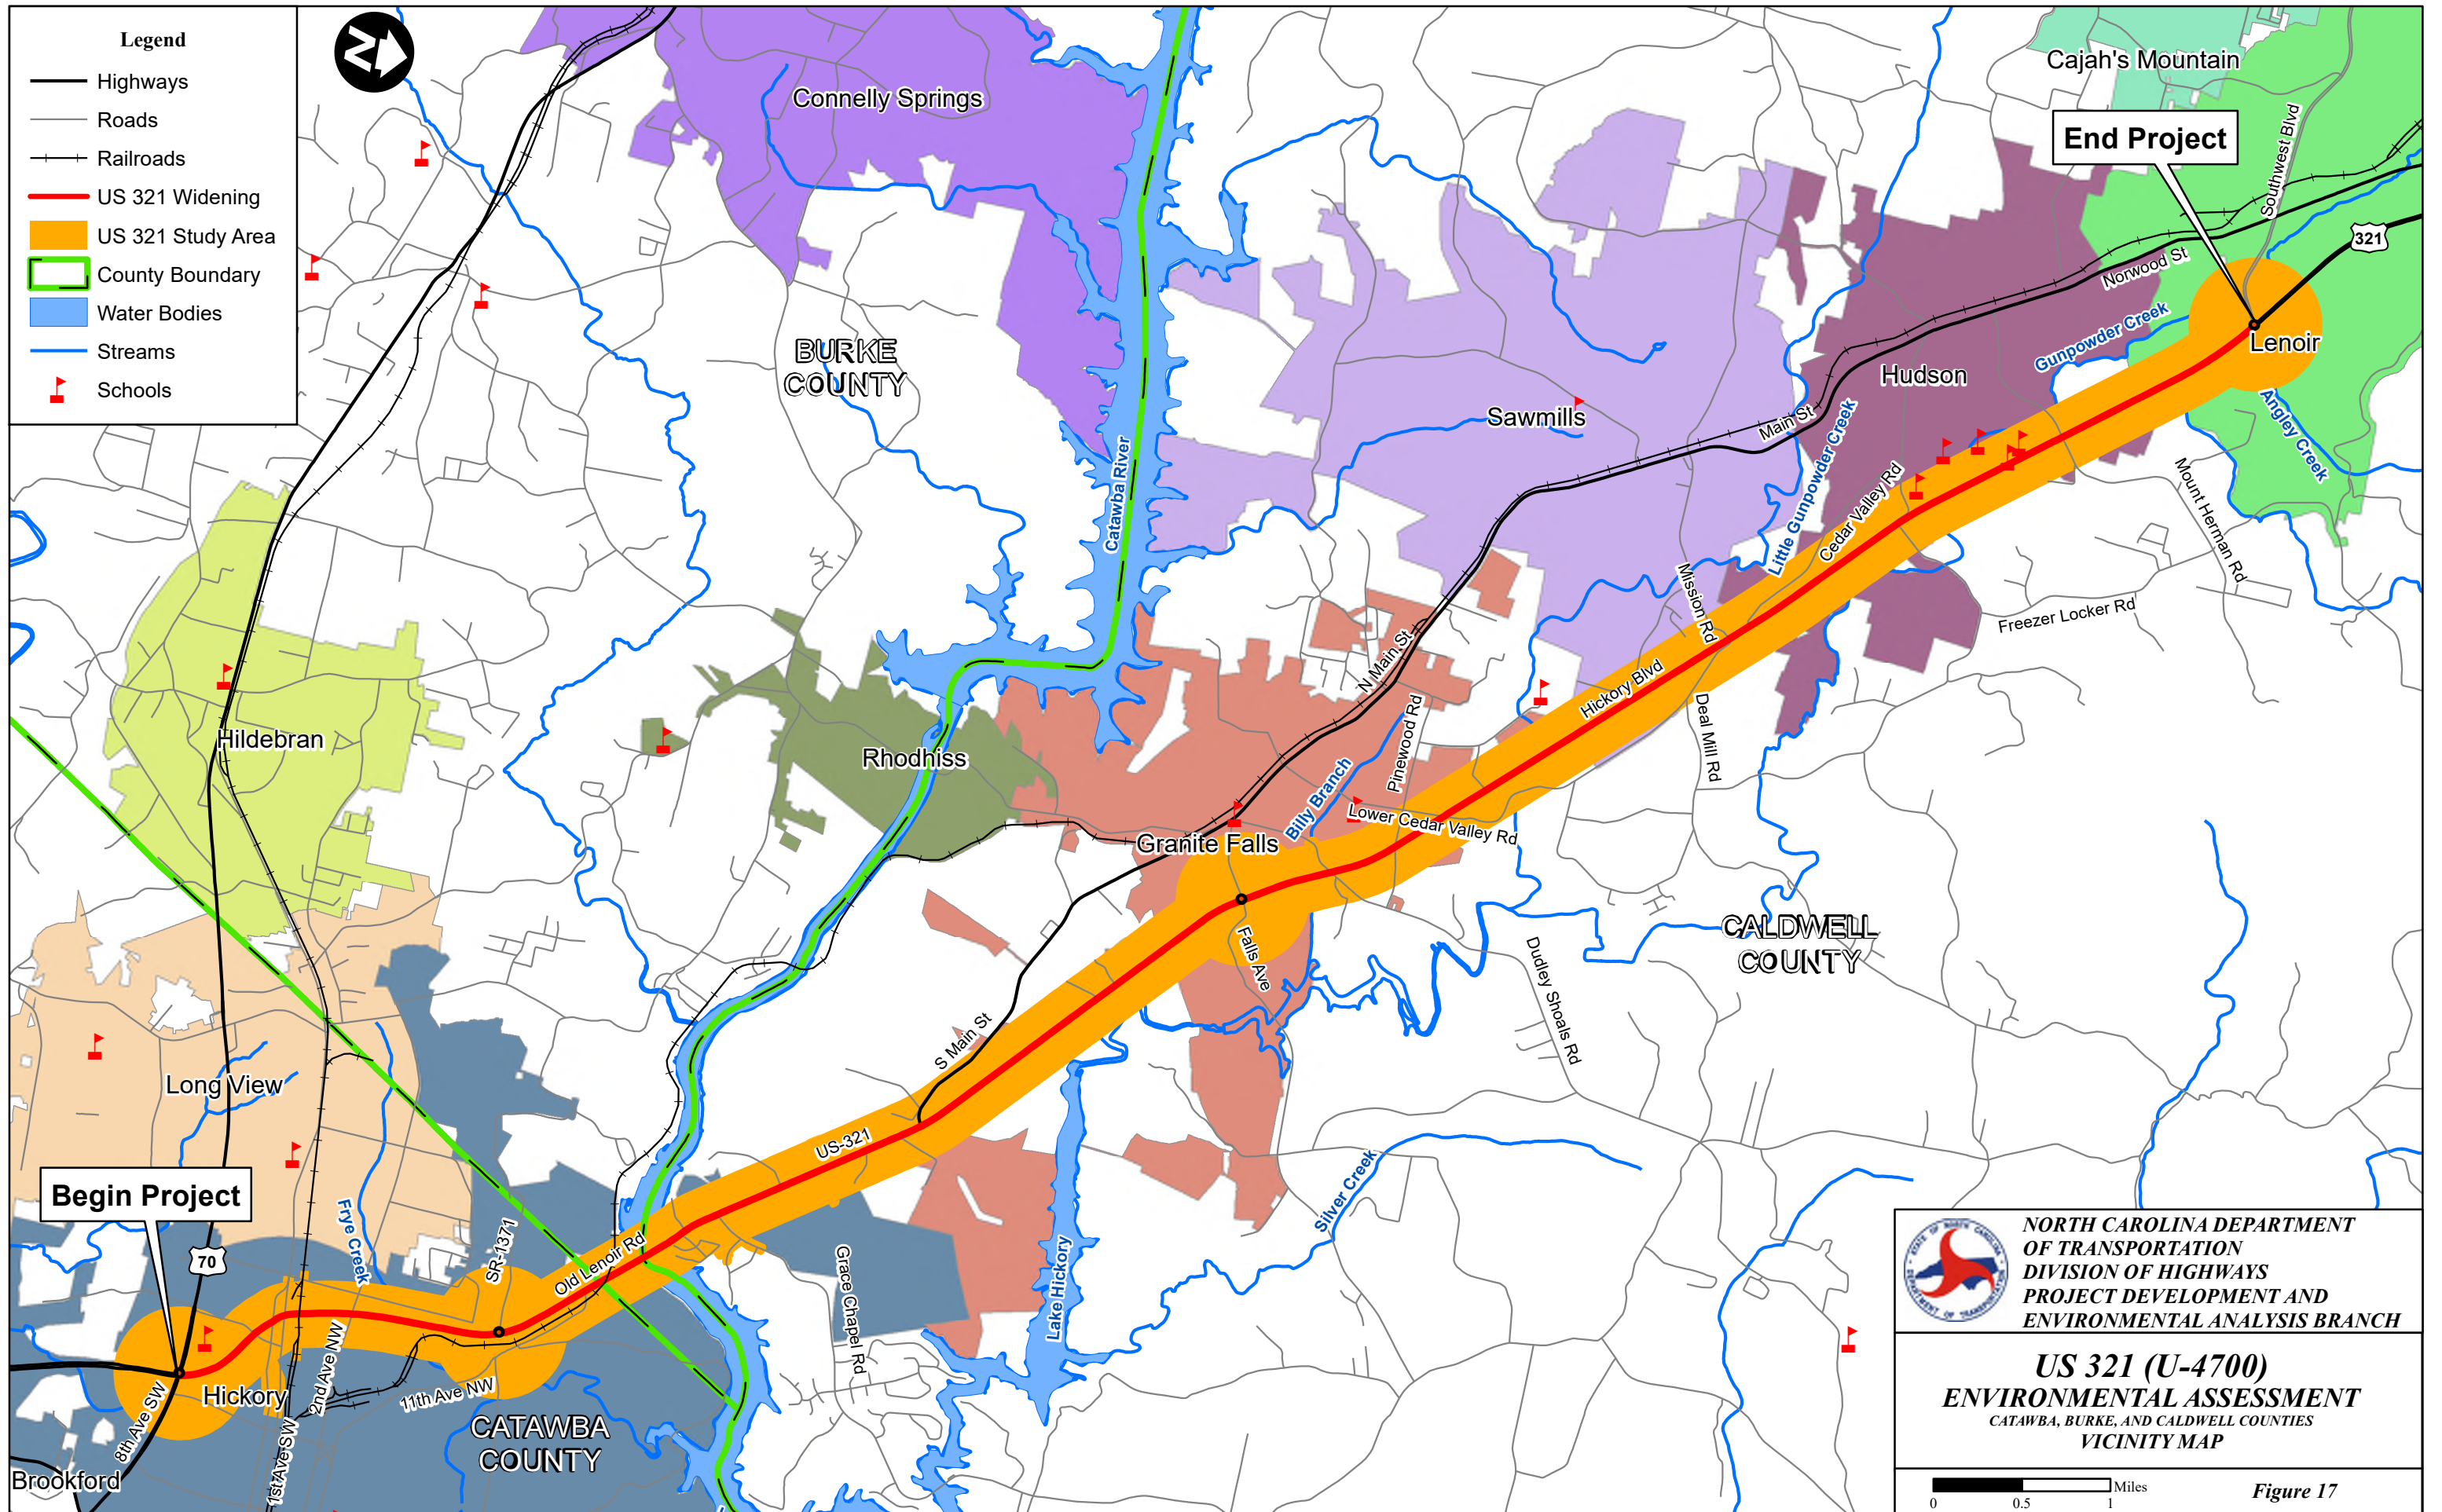 Legend
Highways
Roads
Railroads
US 321 Widening
US 321 Study Area
County Boundary
Water Bodies
Streams
Schools
N
Connelly Springs
Cajah's Mountain
End Project
Southwest Blvd
321
Norwood St
Gunpowder Creek
Lenoir
BURKE
COUNTY
Hudson
Sawmills
Main St
Angley Creek
Catawba River
Little Gunpowder Creek
Cedar Valley Rd
Mount Herman Rd
Mission Rd
Freezer Locker Rd
N Main St
Hickory Blvd
Deal Mill Rd
Pinewood Rd
Hildebran
Rhodhiss
Billy Branch
Lower Cedar Valley Rd
Granite Falls
Falls Ave
CALDWELL
COUNTY
Dudley Shoals Rd
S Main St
Long View
US-321
Silver Creek
Begin Project
70
Frye Creek
SR-1371
Old Lenoir Rd
Grace Chapel Rd
Lake Hickory
Hickory
2nd Ave NW
11th Ave NW
8th Ave SW
1st Ave SW
CATAWBA
COUNTY
Brookford
STATE OF NORTH CAROLINA
DEPARTMENT OF TRANSPORTATION
NORTH CAROLINA DEPARTMENT
OF TRANSPORTATION
DIVISION OF HIGHWAYS
PROJECT DEVELOPMENT AND
ENVIRONMENTAL ANALYSIS BRANCH
US 321 (U-4700)
ENVIRONMENTAL ASSESSMENT
CATAWBA, BURKE, AND CALDWELL COUNTIES
VICINITY MAP
Miles
0 0.5 1
Figure 17